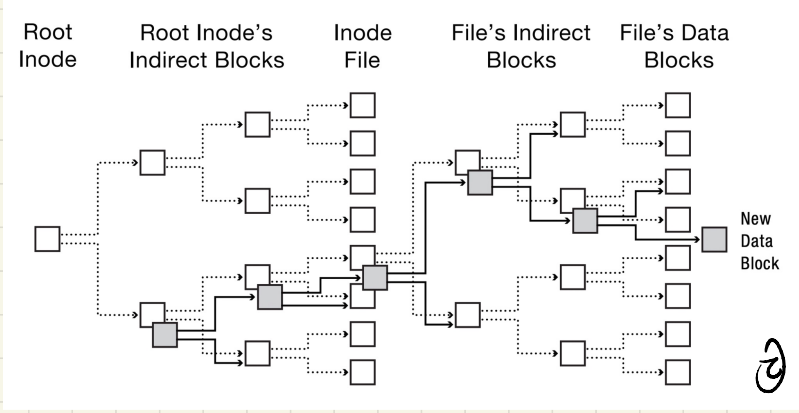 Root
Inode
Root Inode's
Indirect Blocks
Inode
File
File's Indirect
Blocks
File's Data
Blocks
New
Data
Block